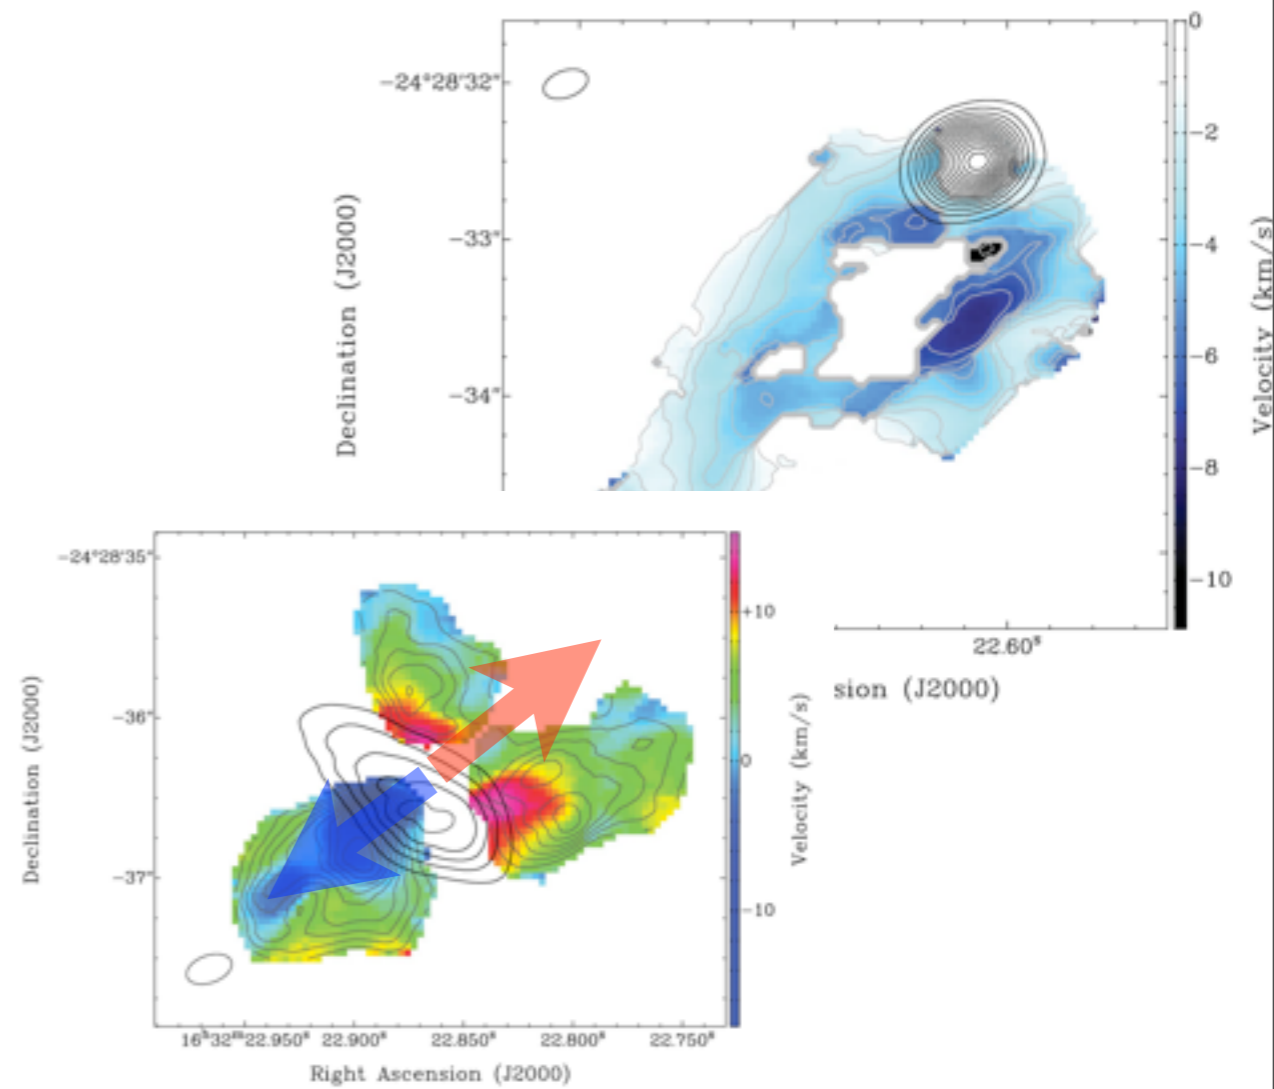 0
−24°28′32″
−2
−33″
−4
Declination (J2000)
Velocity (km/s)
−34″
−6
−8
−10
22.60ˢ
sion (J2000)
−24°28′35″
+10
−36″
0
Declination (J2000)
Velocity (km/s)
−37″
−10
16ʰ32ᵐ22.950ˢ 22.900ˢ 22.850ˢ 22.800ˢ 22.750ˢ
Right Ascension (J2000)